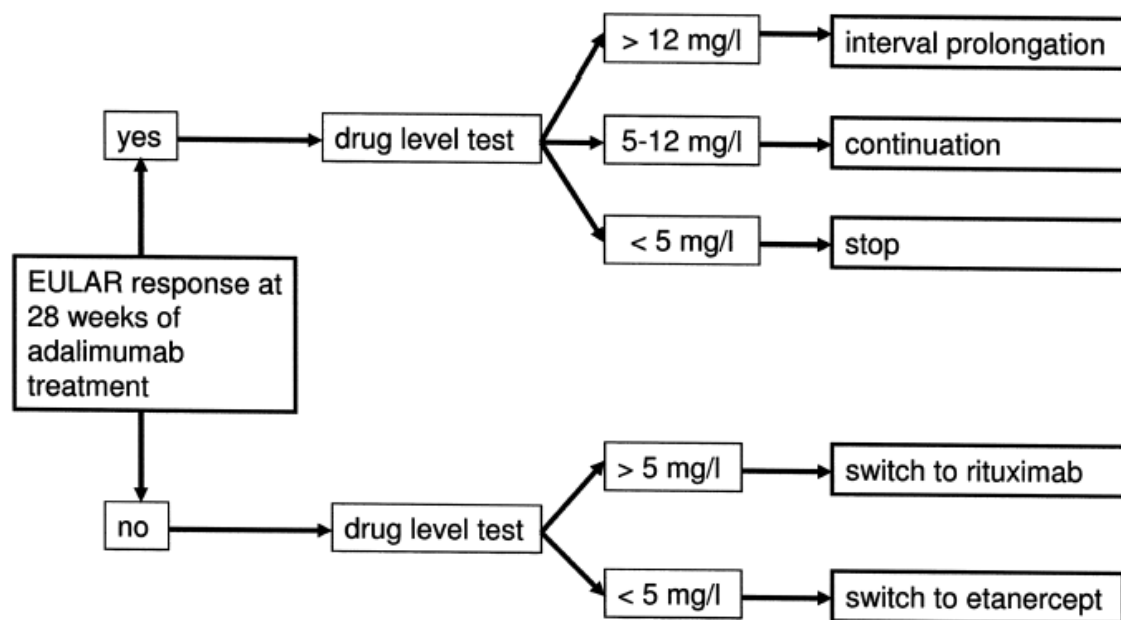 > 12 mg/l
interval prolongation
yes
drug level test
5-12 mg/l
continuation
< 5 mg/l
stop
EULAR response at
28 weeks of
adalimumab
treatment
> 5 mg/l
switch to rituximab
no
drug level test
< 5 mg/l
switch to etanercept